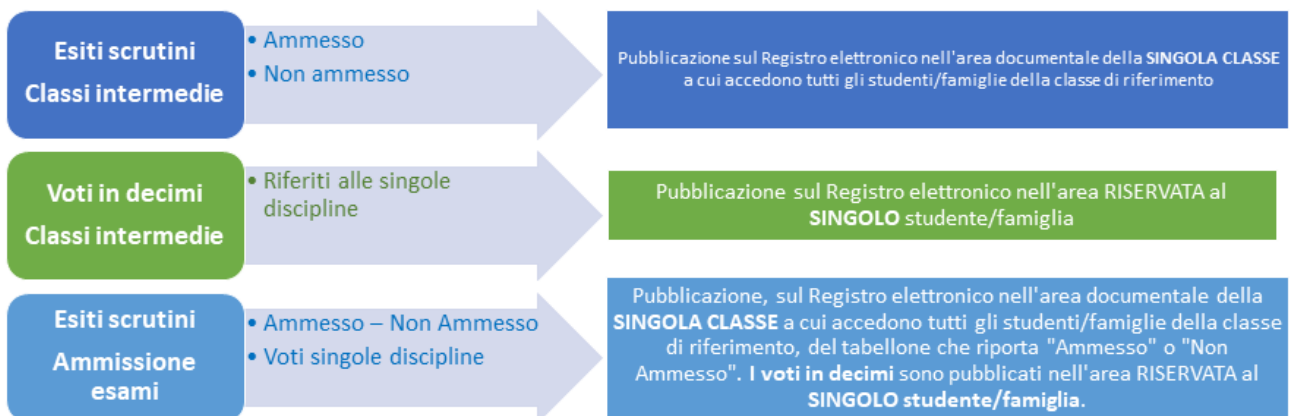 Esiti scrutini
Classi intermedie
• Ammesso
• Non ammesso
Pubblicazione sul Registro elettronico nell'area documentale della SINGOLA CLASSE
a cui accedono tutti gli studenti/famiglie della classe di riferimento
Voti in decimi
Classi intermedie
• Riferiti alle singole
discipline
Pubblicazione sul Registro elettronico nell'area RISERVATA al
SINGOLO studente/famiglia
Esiti scrutini
Ammissione
esami
• Ammesso – Non Ammesso
• Voti singole discipline
Pubblicazione, sul Registro elettronico nell'area documentale della
SINGOLA CLASSE a cui accedono tutti gli studenti/famiglie della classe
di riferimento, del tabellone che riporta "Ammesso" o "Non
Ammesso". I voti in decimi sono pubblicati nell'area RISERVATA al
SINGOLO studente/famiglia.